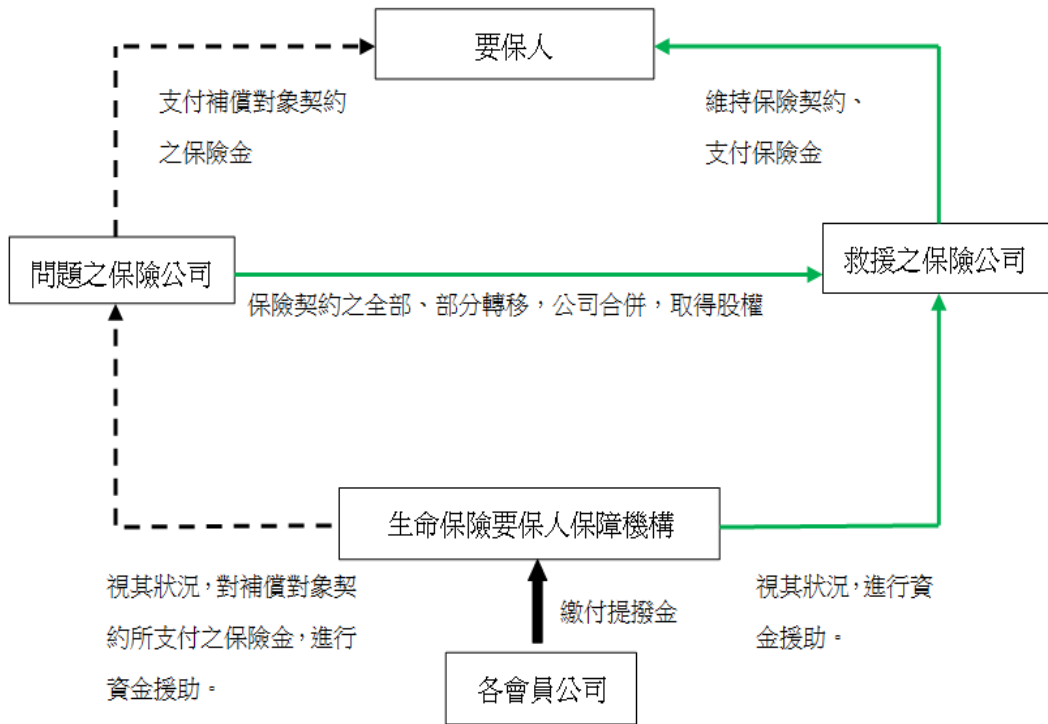 要保人
支付補償對象契約
之保險金
維持保險契約、
支付保險金
問題之保險公司
救援之保險公司
保險契約之全部、部分轉移，公司合併，取得股權
生命保險要保人保障機構
視其狀況，對補償對象契
約所支付之保險金，進行
資金援助。
繳付提撥金
視其狀況，進行資
金援助。
各會員公司